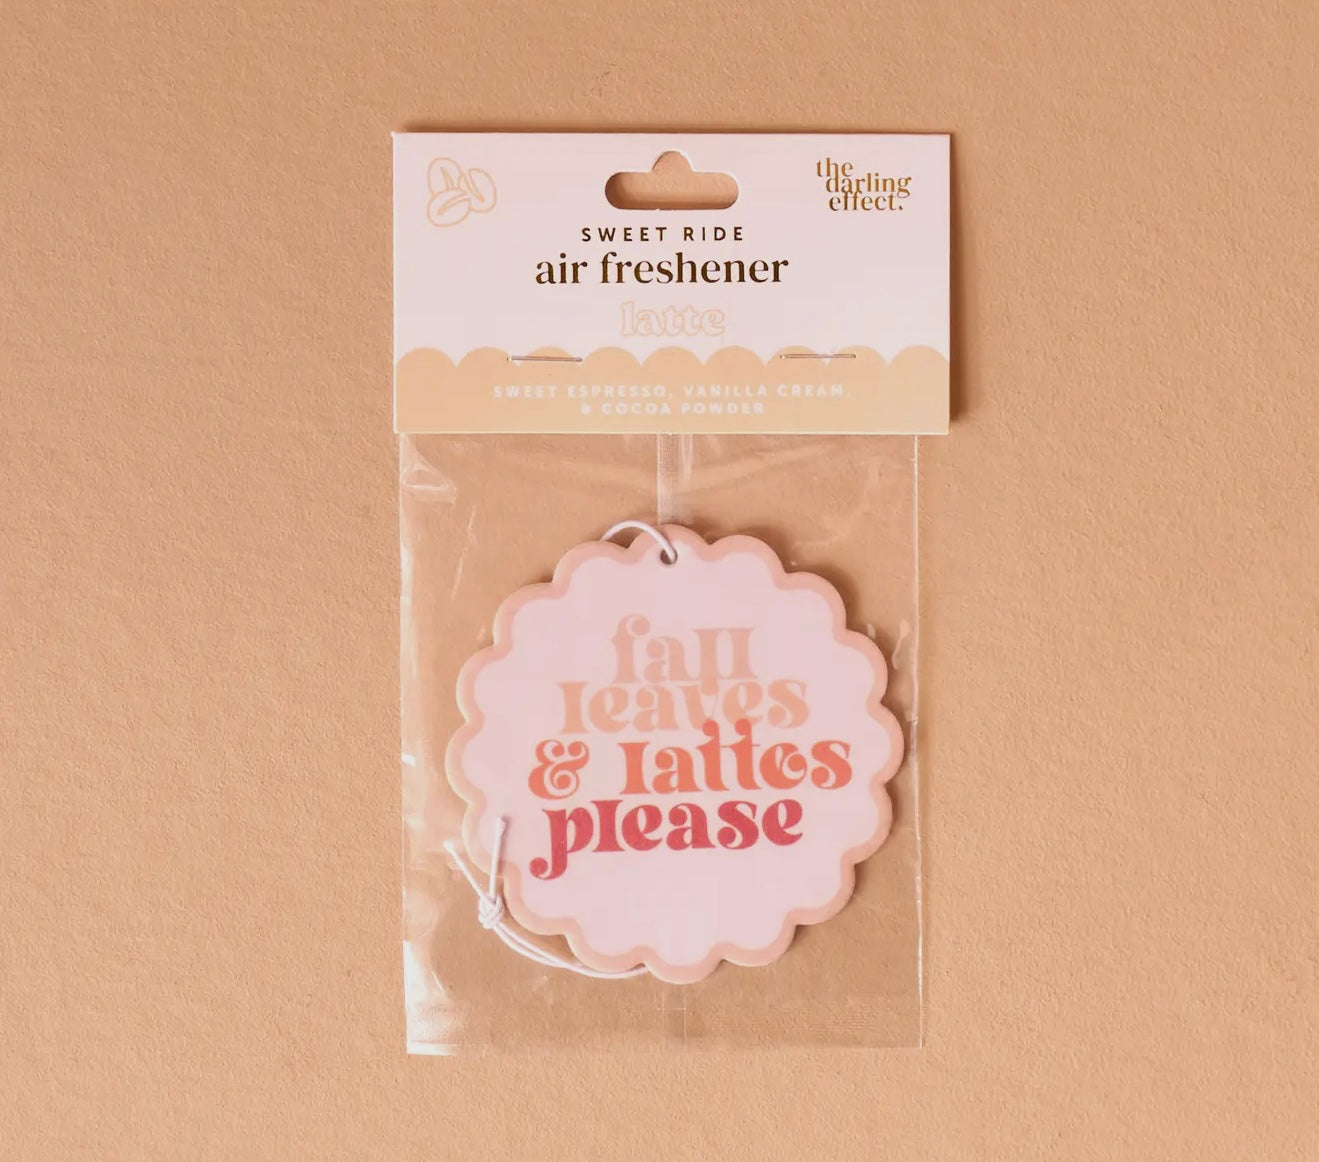 the
darling
effect.
SWEET RIDE
air freshener
latte
SWEET ESPRESSO, VANILLA CREAM,
& COCOA POWDER
fall
leaves
& lattes
please